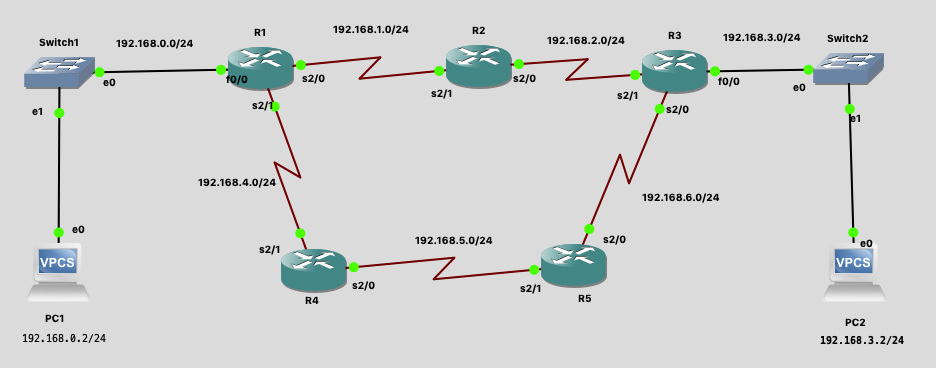 Switch1
192.168.0.0/24
R1
192.168.1.0/24
R2
192.168.2.0/24
R3
192.168.3.0/24
Switch2
e0
f0/0
s2/0
s2/1
s2/0
s2/1
f0/0
e0
e1
s2/1
s2/0
e1
192.168.4.0/24
192.168.6.0/24
e0
s2/1
192.168.5.0/24
s2/0
e0
VPCS
s2/0
s2/1
VPCS
R4
R5
PC1
192.168.0.2/24
PC2
192.168.3.2/24